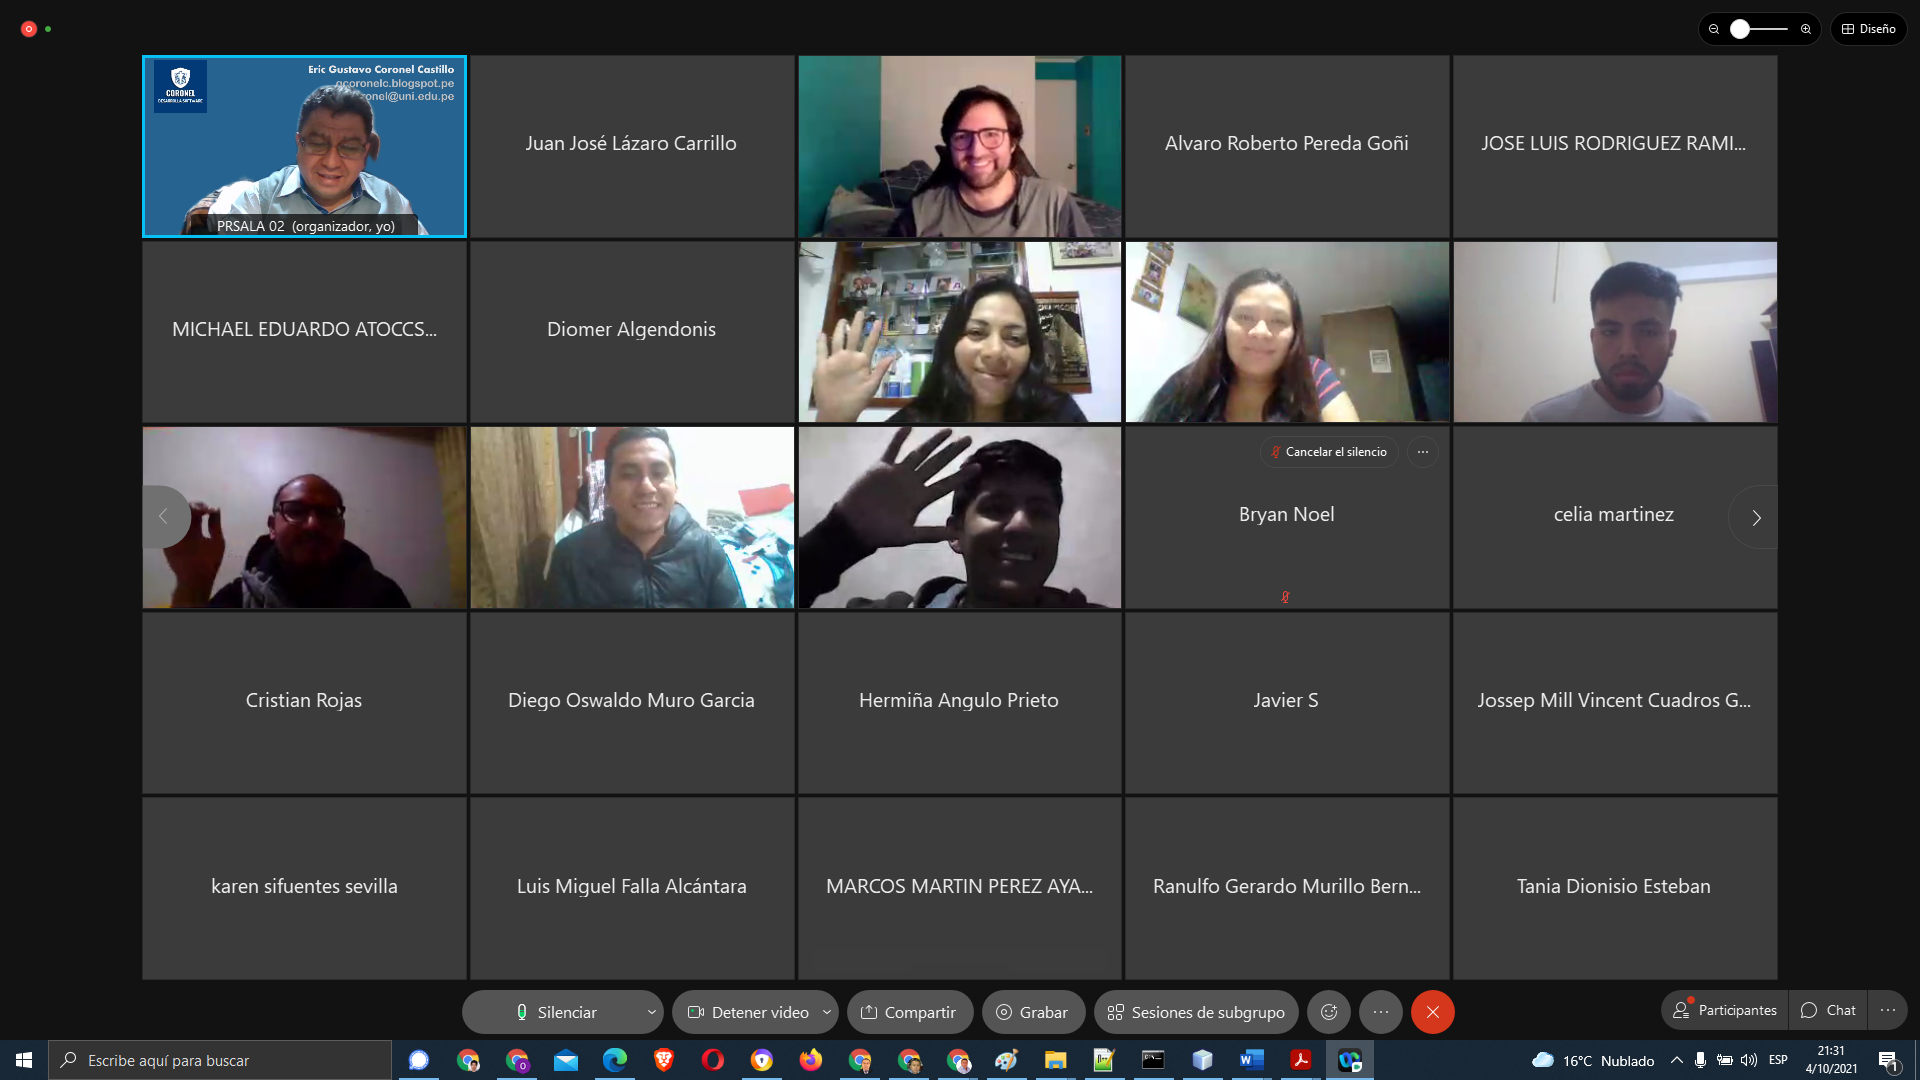 Diseño
CORONEL
DESARROLLA SOFTWARE
Eric Gustavo Coronel Castillo
gcoronelc.blogspot.pe
onel@uni.edu.pe
PRSALA 02 (organizador, yo)
Juan José Lázaro Carrillo
Alvaro Roberto Pereda Goñi
JOSE LUIS RODRIGUEZ RAMI...
MICHAEL EDUARDO ATOCCS...
Diomer Algendonis
Cancelar el silencio
Bryan Noel
celia martinez
Cristian Rojas
Diego Oswaldo Muro Garcia
Hermiña Angulo Prieto
Javier S
Jossep Mill Vincent Cuadros G...
karen sifuentes sevilla
Luis Miguel Falla Alcántara
MARCOS MARTIN PEREZ AYA...
Ranulfo Gerardo Murillo Bern...
Tania Dionisio Esteban
Silenciar
Detener video
Compartir
Grabar
Sesiones de subgrupo
Participantes
Chat
Escribe aquí para buscar
16°C Nublado
ESP
21:31
4/10/2021
1